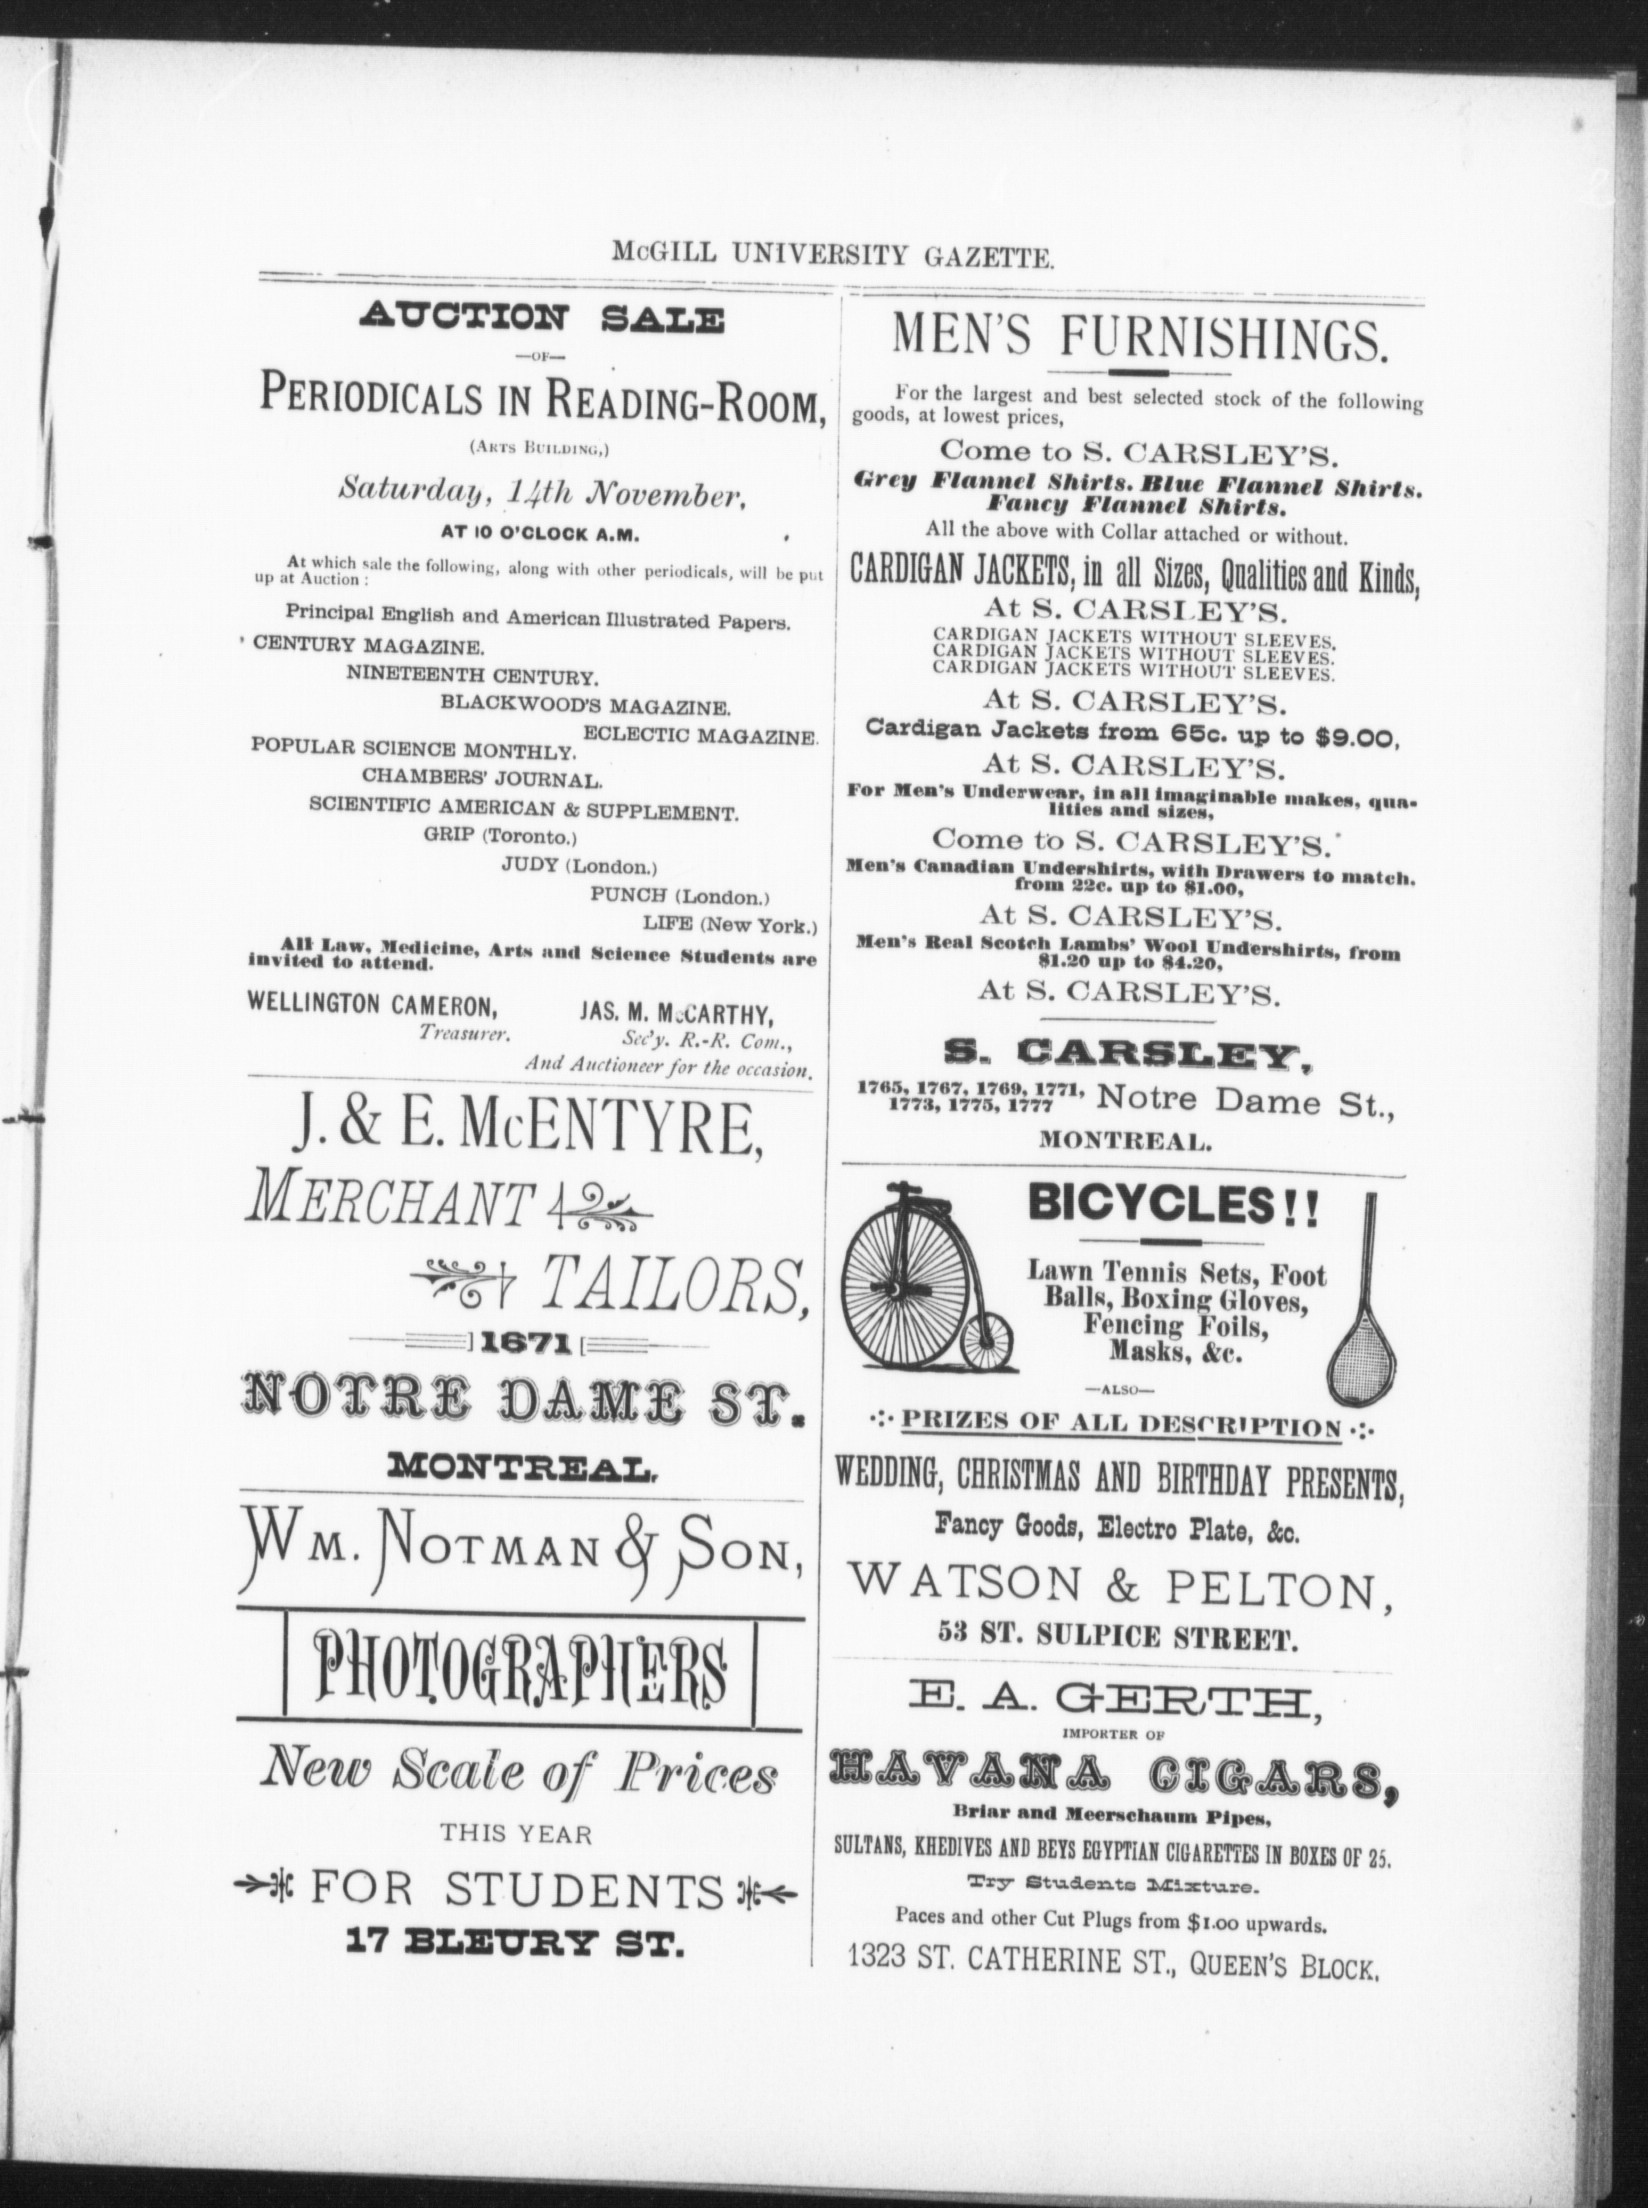 McGILL UNIVERSITY GAZETTE.
AUCTION SALE
—OF—
PERIODICALS IN READING-ROOM,
(ARTS BUILDING,)
Saturday, 14th November,
AT 10 O'CLOCK A.M.
At which sale the following, along with other periodicals, will be put
up at Auction :
Principal English and American Illustrated Papers.
CENTURY MAGAZINE.
NINETEENTH CENTURY.
BLACKWOOD'S MAGAZINE.
ECLECTIC MAGAZINE.
POPULAR SCIENCE MONTHLY.
CHAMBERS' JOURNAL.
SCIENTIFIC AMERICAN & SUPPLEMENT.
GRIP (Toronto.)
JUDY (London.)
PUNCH (London.)
LIFE (New York.)
All Law, Medicine, Arts and Science Students are
invited to attend.
WELLINGTON CAMERON, JAS. M. McCARTHY,
Treasurer. Sec'y. R.-R. Com.,
And Auctioneer for the occasion.
J. & E. McENTYRE,
MERCHANT
TAILORS,
1671
NOTRE DAME ST.
MONTREAL.
WM. NOTMAN & SON,
PHOTOGRAPHERS
New Scale of Prices
THIS YEAR
FOR STUDENTS
17 BLEURY ST.
MEN'S FURNISHINGS.
For the largest and best selected stock of the following
goods, at lowest prices,
Come to S. CARSLEY'S.
Grey Flannel Shirts. Blue Flannel Shirts.
Fancy Flannel Shirts.
All the above with Collar attached or without.
CARDIGAN JACKETS, in all Sizes, Qualities and Kinds,
At S. CARSLEY'S.
CARDIGAN JACKETS WITHOUT SLEEVES.
CARDIGAN JACKETS WITHOUT SLEEVES.
CARDIGAN JACKETS WITHOUT SLEEVES.
At S. CARSLEY'S.
Cardigan Jackets from 65c. up to $9.00,
At S. CARSLEY'S.
For Men's Underwear, in all imaginable makes, qua-
lities and sizes,
Come to S. CARSLEY'S.
Men's Canadian Undershirts, with Drawers to match.
from 22c. up to $1.00,
At S. CARSLEY'S.
Men's Real Scotch Lambs' Wool Undershirts, from
$1.20 up to $4.20,
At S. CARSLEY'S.
S. CARSLEY,
1765, 1767, 1769, 1771,
1773, 1775, 1777 Notre Dame St.,
MONTREAL.
BICYCLES!!
Lawn Tennis Sets, Foot
Balls, Boxing Gloves,
Fencing Foils,
Masks, &c.
—ALSO—
PRIZES OF ALL DESCRIPTION
WEDDING, CHRISTMAS AND BIRTHDAY PRESENTS,
Fancy Goods, Electro Plate, &c.
WATSON & PELTON,
53 ST. SULPICE STREET.
E. A. GERTH,
IMPORTER OF
HAVANA CIGARS,
Briar and Meerschaum Pipes,
SULTANS, KHEDIVES AND BEYS EGYPTIAN CIGARETTES IN BOXES OF 25.
Try Students Mixture.
Paces and other Cut Plugs from $1.00 upwards.
1323 ST. CATHERINE ST., QUEEN'S BLOCK.